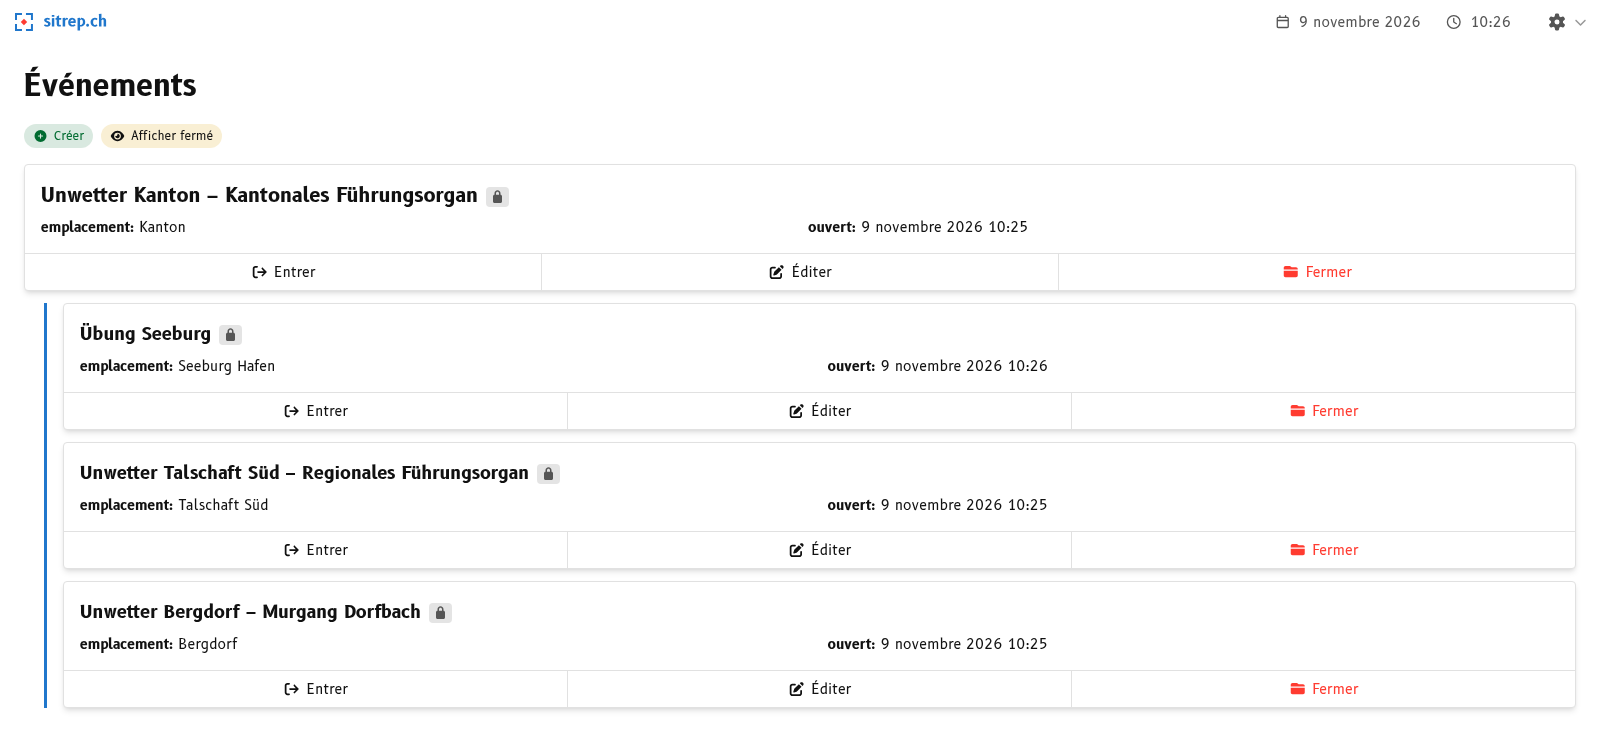 sitrep.ch
9 novembre 2026 10:26
Événements
Créer Afficher fermé
Unwetter Kanton – Kantonales Führungsorgan
emplacement: Kanton ouvert: 9 novembre 2026 10:25
Entrer Éditer Fermer
Übung Seeburg
emplacement: Seeburg Hafen ouvert: 9 novembre 2026 10:26
Entrer Éditer Fermer
Unwetter Talschaft Süd – Regionales Führungsorgan
emplacement: Talschaft Süd ouvert: 9 novembre 2026 10:25
Entrer Éditer Fermer
Unwetter Bergdorf – Murgang Dorfbach
emplacement: Bergdorf ouvert: 9 novembre 2026 10:25
Entrer Éditer Fermer